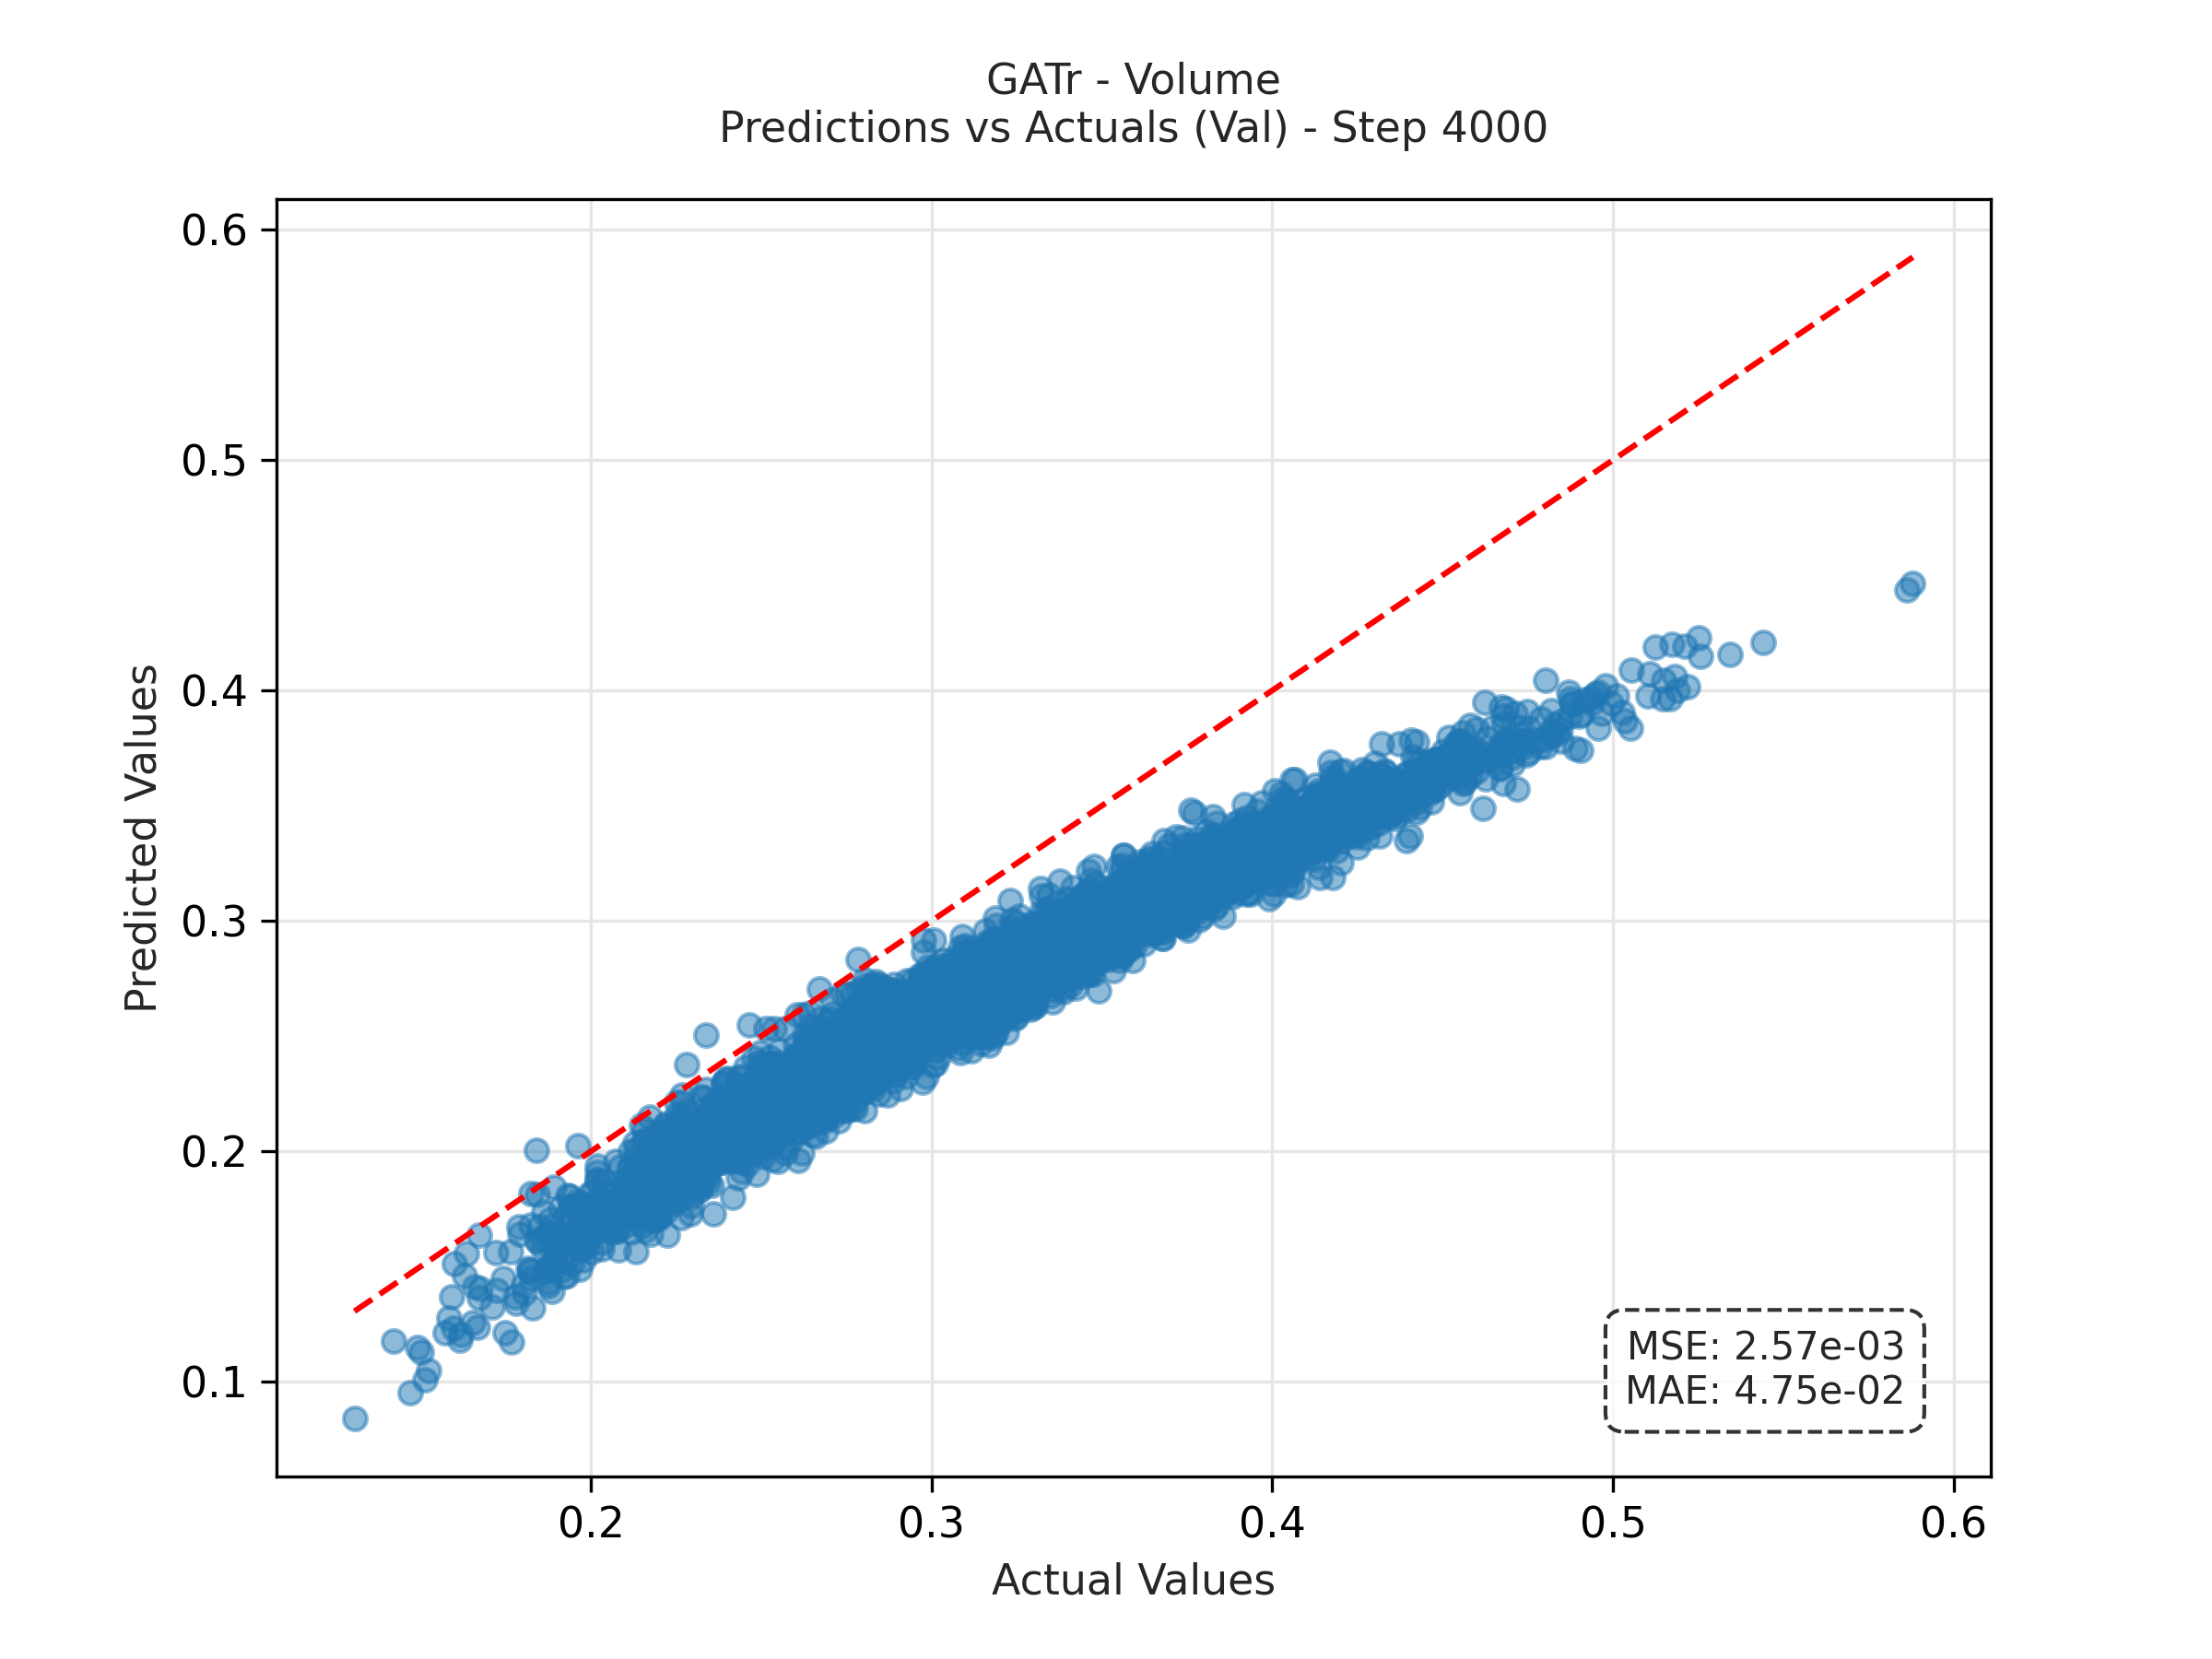 GATr - Volume
Predictions vs Actuals (Val) - Step 4000
0.6
0.5
0.4
0.3
0.2
0.1
Predicted Values
MSE: 2.57e-03
MAE: 4.75e-02
0.2 0.3 0.4 0.5 0.6
Actual Values